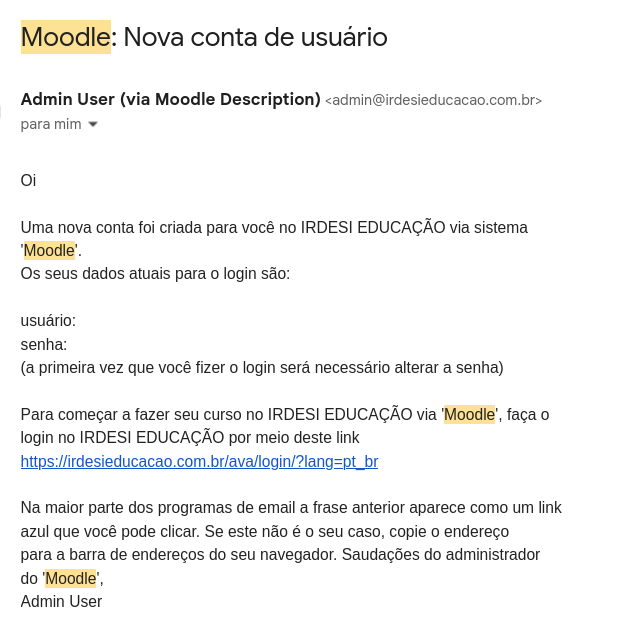 Moodle: Nova conta de usuário
Admin User (via Moodle Description) <admin@irdesieducacao.com.br>
para mim
Oi
Uma nova conta foi criada para você no IRDESI EDUCAÇÃO via sistema
'Moodle'.
Os seus dados atuais para o login são:
usuário:
senha:
(a primeira vez que você fizer o login será necessário alterar a senha)
Para começar a fazer seu curso no IRDESI EDUCAÇÃO via 'Moodle', faça o
login no IRDESI EDUCAÇÃO por meio deste link
https://irdesieducacao.com.br/ava/login/?lang=pt_br
Na maior parte dos programas de email a frase anterior aparece como um link
azul que você pode clicar. Se este não é o seu caso, copie o endereço
para a barra de endereços do seu navegador. Saudações do administrador
do 'Moodle',
Admin User